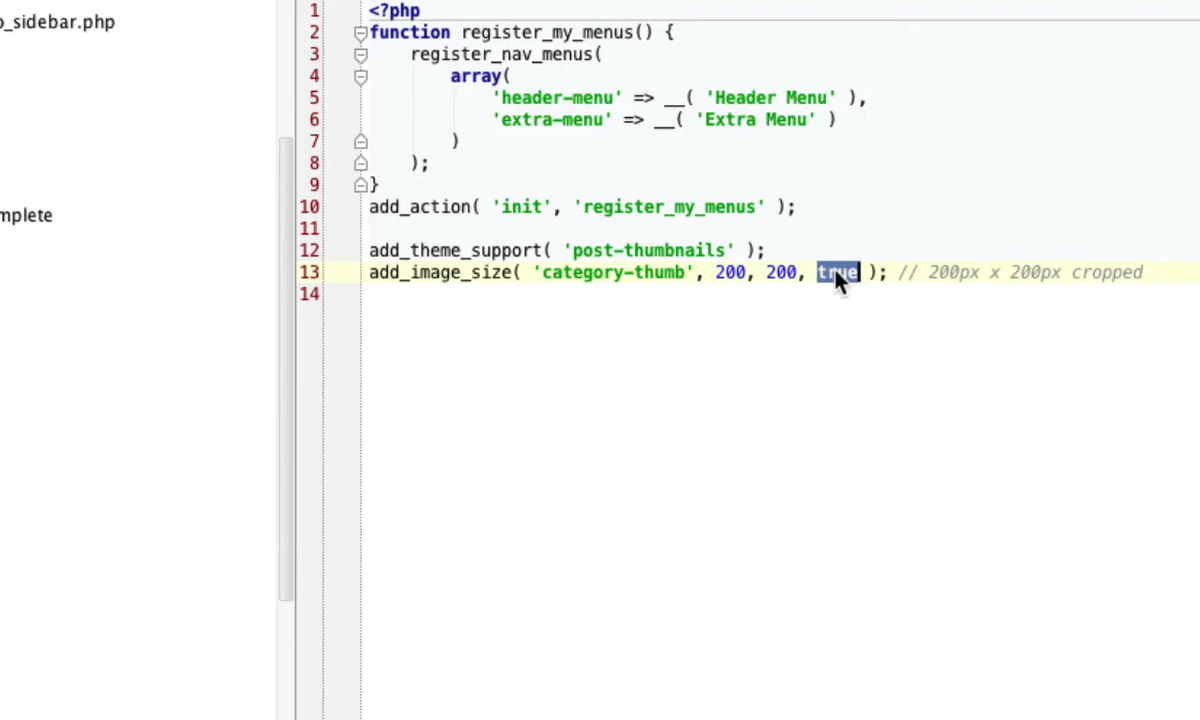 o_sidebar.php
mplete
1 <?php
2 function register_my_menus() {
3 register_nav_menus(
4 array(
5 'header-menu' => __( 'Header Menu' ),
6 'extra-menu' => __( 'Extra Menu' )
7 )
8 );
9 }
10 add_action( 'init', 'register_my_menus' );
11
12 add_theme_support( 'post-thumbnails' );
13 add_image_size( 'category-thumb', 200, 200, true ); // 200px x 200px cropped
14